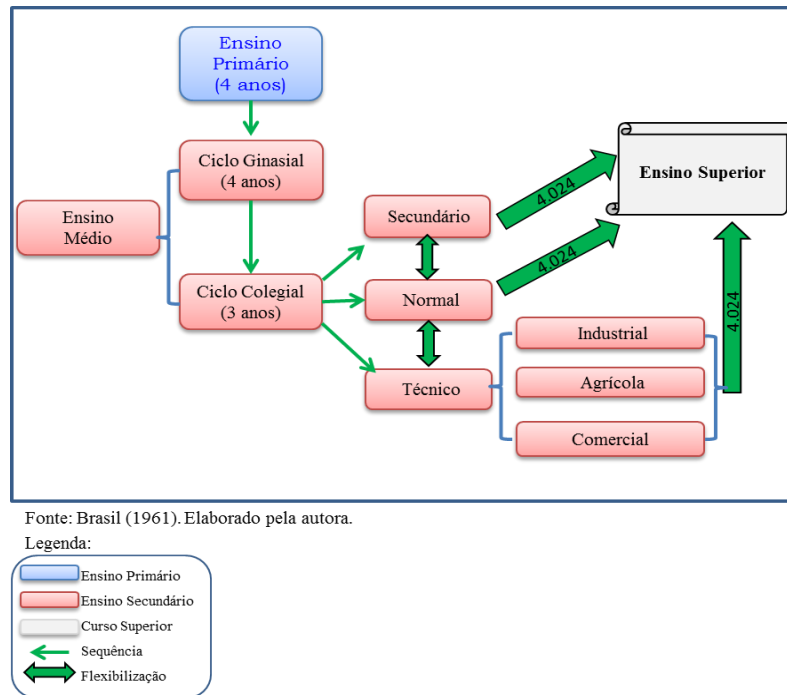 Ensino
Primário
(4 anos)
Ciclo Ginasial
(4 anos)
Ensino
Médio
Ciclo Colegial
(3 anos)
Secundário
Normal
Técnico
Industrial
Agrícola
Comercial
4.024
4.024
4.024
Ensino Superior
Fonte: Brasil (1961). Elaborado pela autora.
Legenda:
Ensino Primário
Ensino Secundário
Curso Superior
Sequência
Flexibilização